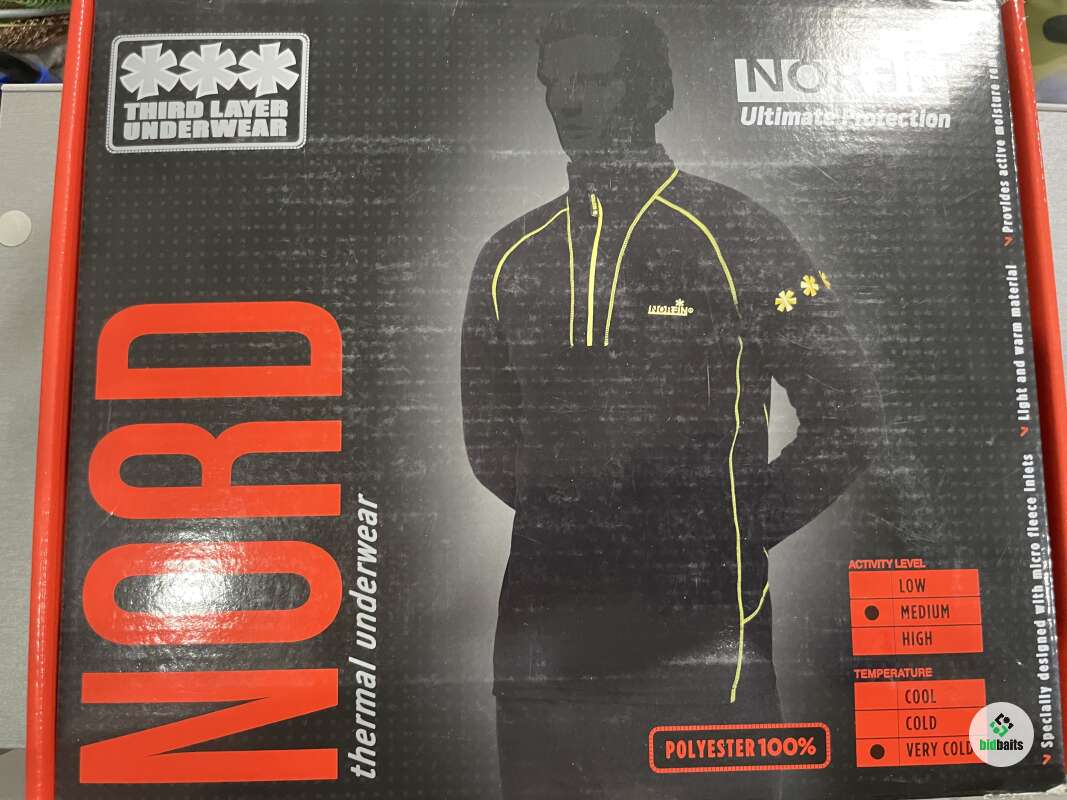 THIRD LAYER
UNDERWEAR
NORFIN
Ultimate Protection
NORD
thermal underwear
NORFIN®
Specially designed with micro fleece inlets
Light and warm material
Provides active moisture
ACTIVITY LEVEL
LOW
MEDIUM
HIGH
TEMPERATURE
COOL
COLD
VERY COLD
POLYESTER 100%
bidbaits